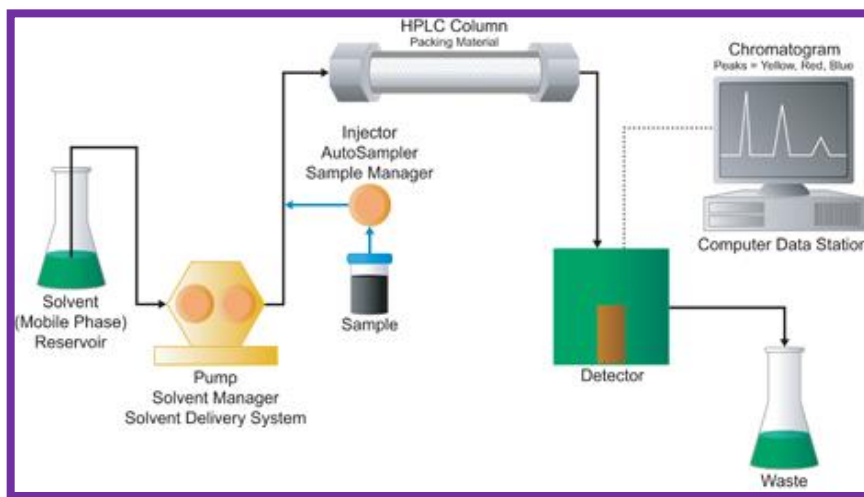 HPLC Column
Packing Material
Chromatogram
Peaks = Yellow, Red, Blue
Injector
AutoSampler
Sample Manager
Computer Data Station
Solvent
(Mobile Phase)
Reservoir
Sample
Pump
Solvent Manager
Solvent Delivery System
Detector
Waste